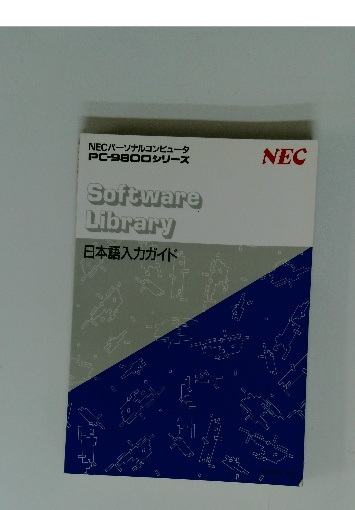 NECパーソナルコンピュータ
PC-9800シリーズ
NEC
Software
Library
日本語入力ガイド